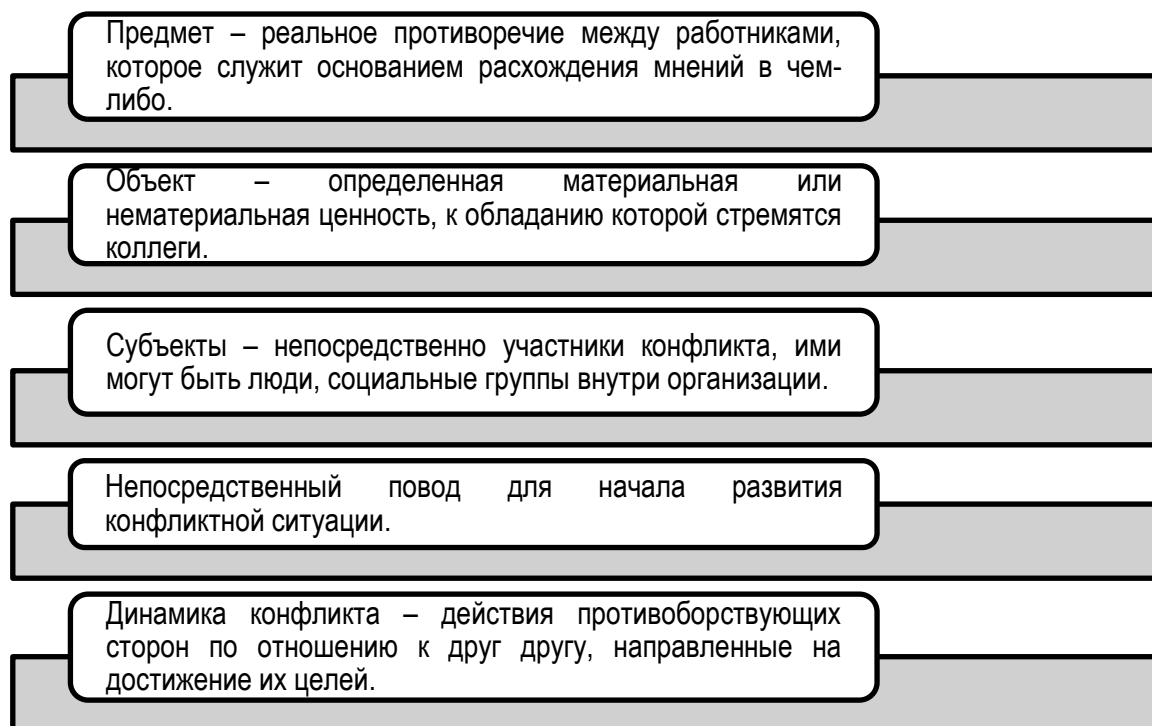 Предмет – реальное противоречие между работниками,
которое служит основанием расхождения мнений в чем-
либо.
Объект – определенная материальная или
нематериальная ценность, к обладанию которой стремятся
коллеги.
Субъекты – непосредственно участники конфликта, ими
могут быть люди, социальные группы внутри организации.
Непосредственный повод для начала развития
конфликтной ситуации.
Динамика конфликта – действия противоборствующих
сторон по отношению к друг другу, направленные на
достижение их целей.